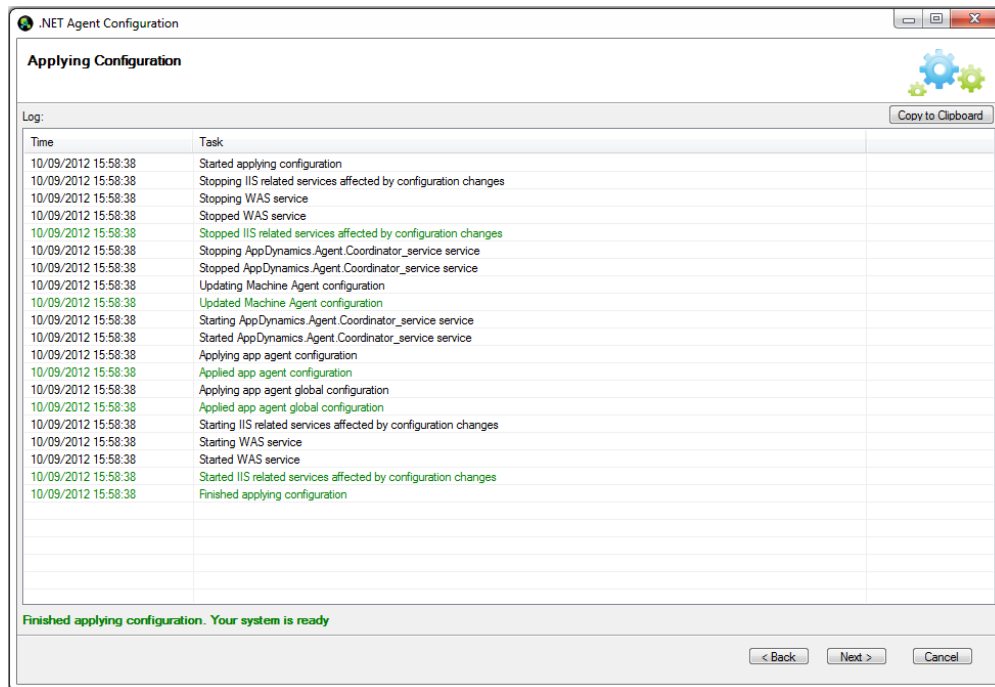 .NET Agent Configuration
Applying Configuration
Log:
Copy to Clipboard
Time Task
10/09/2012 15:58:38 Started applying configuration
10/09/2012 15:58:38 Stopping IIS related services affected by configuration changes
10/09/2012 15:58:38 Stopping WAS service
10/09/2012 15:58:38 Stopped WAS service
10/09/2012 15:58:38 Stopped IIS related services affected by configuration changes
10/09/2012 15:58:38 Stopping AppDynamics.Agent.Coordinator_service service
10/09/2012 15:58:38 Stopped AppDynamics.Agent.Coordinator_service service
10/09/2012 15:58:38 Updating Machine Agent configuration
10/09/2012 15:58:38 Updated Machine Agent configuration
10/09/2012 15:58:38 Starting AppDynamics.Agent.Coordinator_service service
10/09/2012 15:58:38 Started AppDynamics.Agent.Coordinator_service service
10/09/2012 15:58:38 Applying app agent configuration
10/09/2012 15:58:38 Applied app agent configuration
10/09/2012 15:58:38 Applying app agent global configuration
10/09/2012 15:58:38 Applied app agent global configuration
10/09/2012 15:58:38 Starting IIS related services affected by configuration changes
10/09/2012 15:58:38 Starting WAS service
10/09/2012 15:58:38 Started WAS service
10/09/2012 15:58:38 Started IIS related services affected by configuration changes
10/09/2012 15:58:38 Finished applying configuration
Finished applying configuration. Your system is ready
< Back Next > Cancel